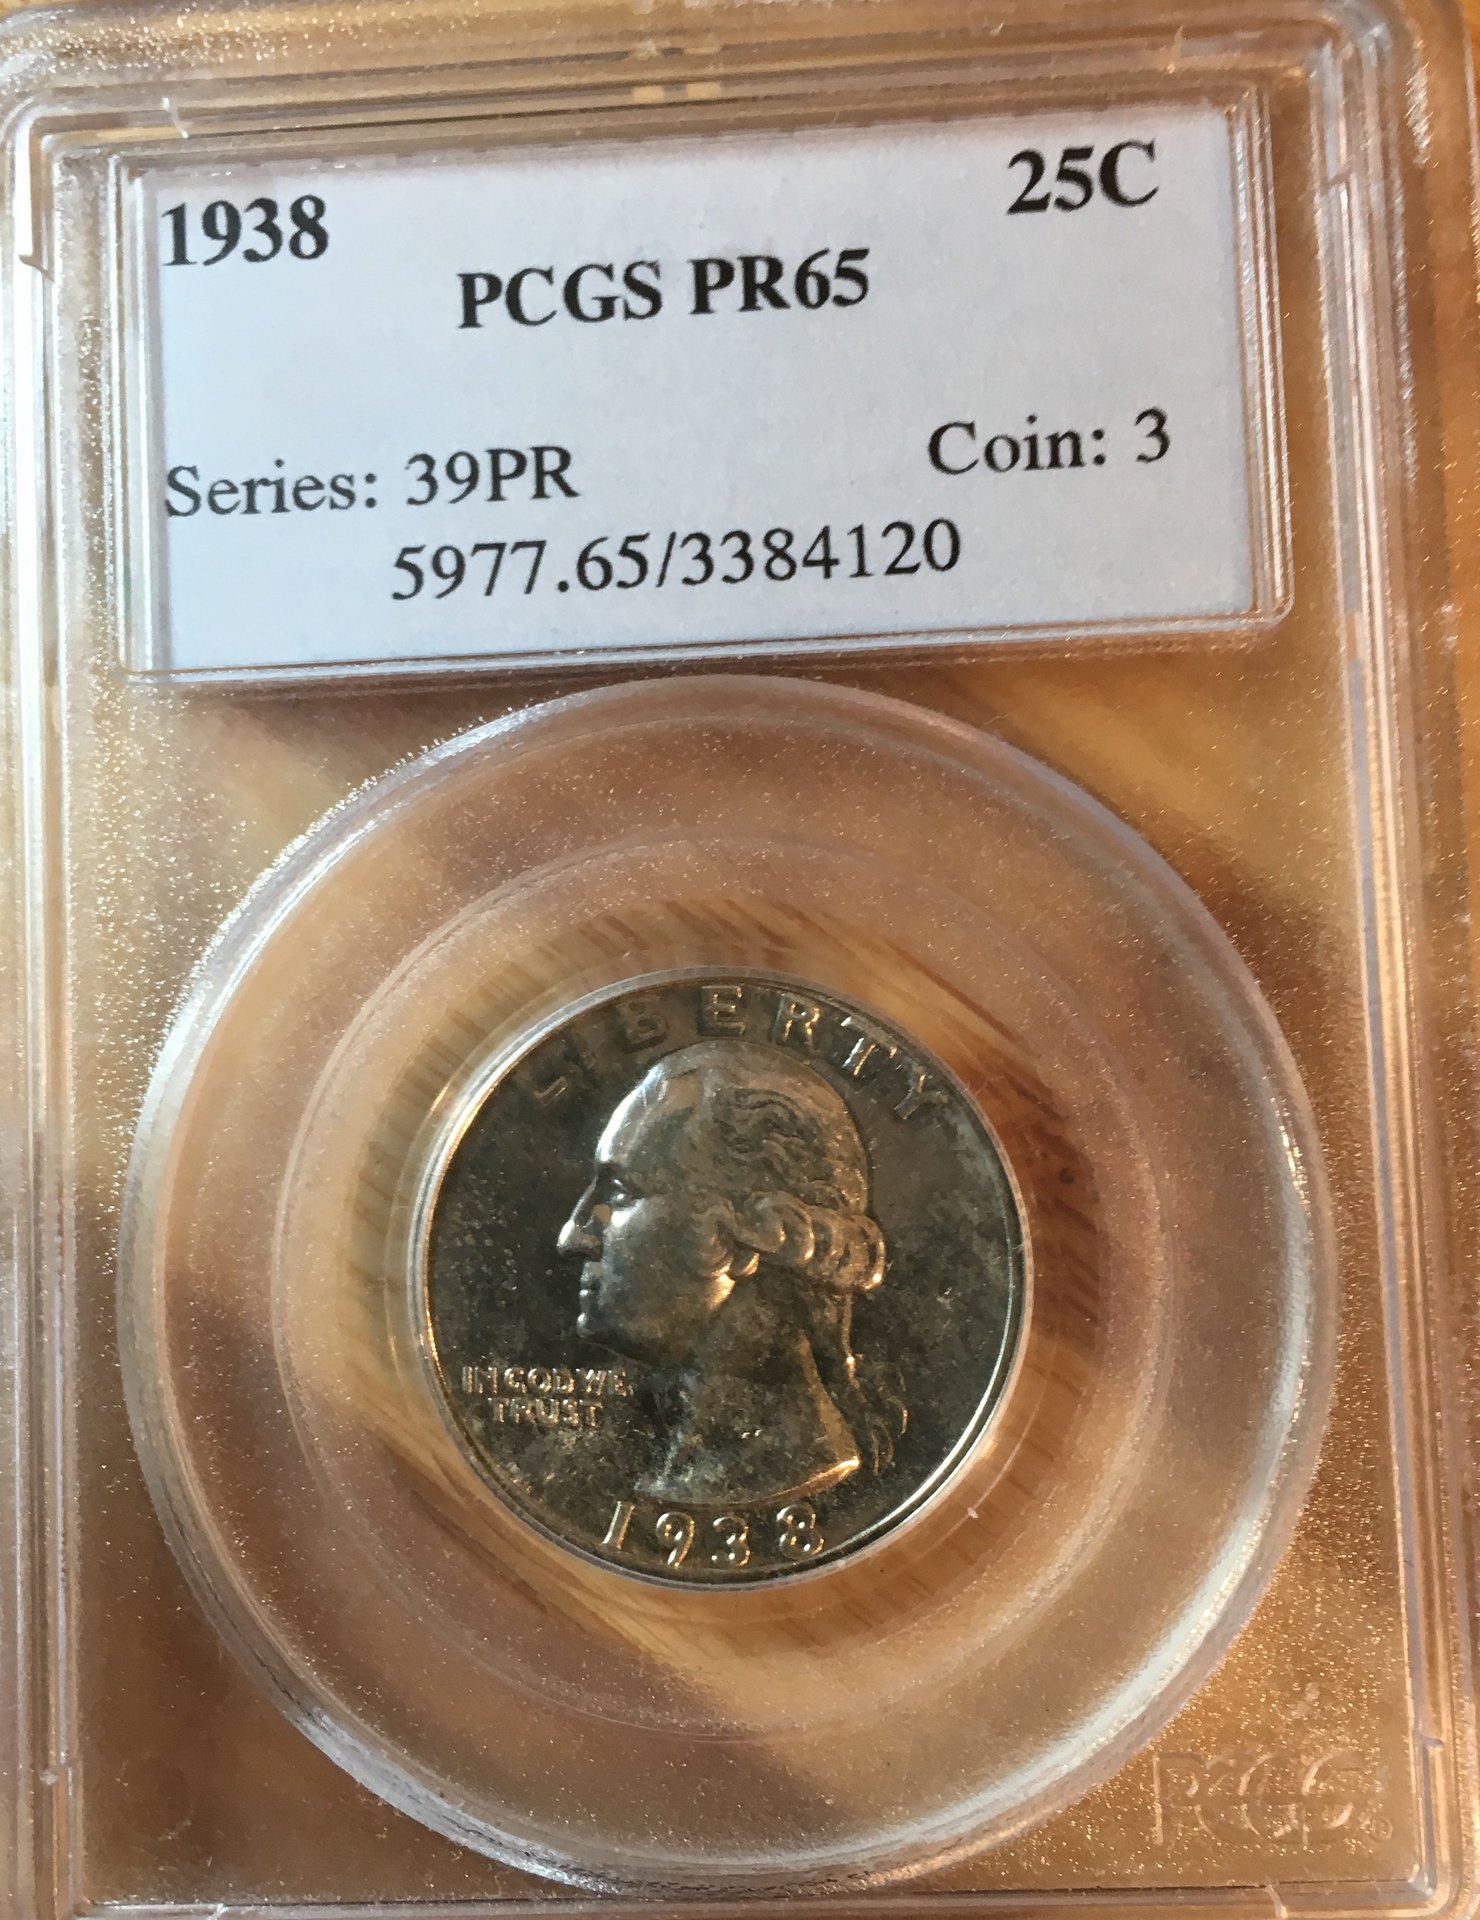 1938 25C
PCGS PR65
Series: 39PR Coin: 3
5977.65/3384120
LIBERTY
IN GOD WE
TRUST
1938
PCGS